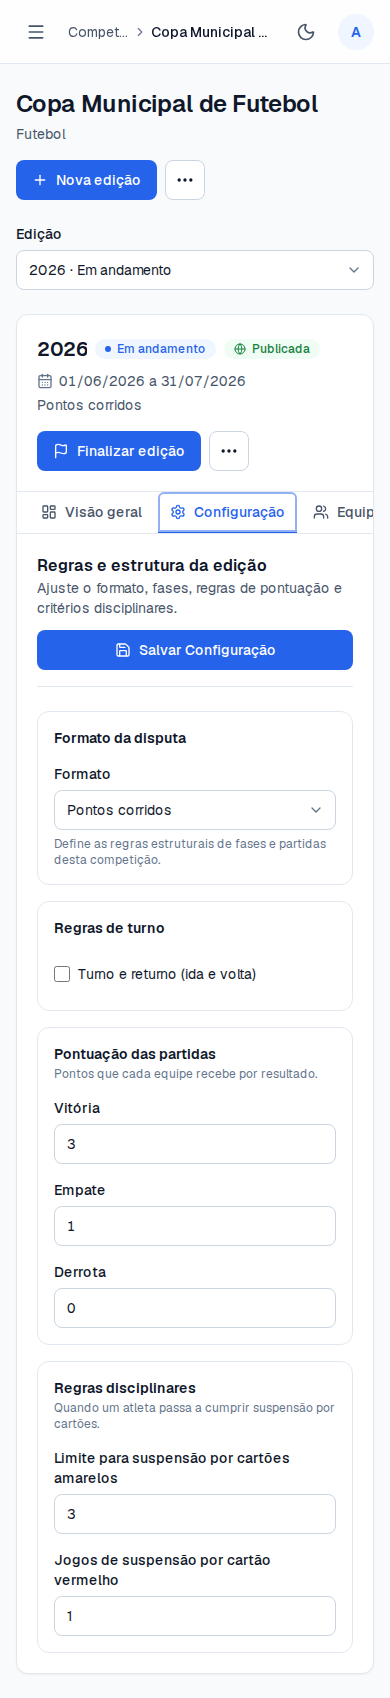 Compet... > Copa Municipal ... A
Copa Municipal de Futebol
Futebol
Nova edição
Edição
2026 · Em andamento
2026 Em andamento Publicada
01/06/2026 a 31/07/2026
Pontos corridos
Finalizar edição
Visão geral Configuração Equip
Regras e estrutura da edição
Ajuste o formato, fases, regras de pontuação e
critérios disciplinares.
Salvar Configuração
Formato da disputa
Formato
Pontos corridos
Define as regras estruturais de fases e partidas
desta competição.
Regras de turno
Turno e returno (ida e volta)
Pontuação das partidas
Pontos que cada equipe recebe por resultado.
Vitória
3
Empate
1
Derrota
0
Regras disciplinares
Quando um atleta passa a cumprir suspensão por
cartões.
Limite para suspensão por cartões
amarelos
3
Jogos de suspensão por cartão
vermelho
1